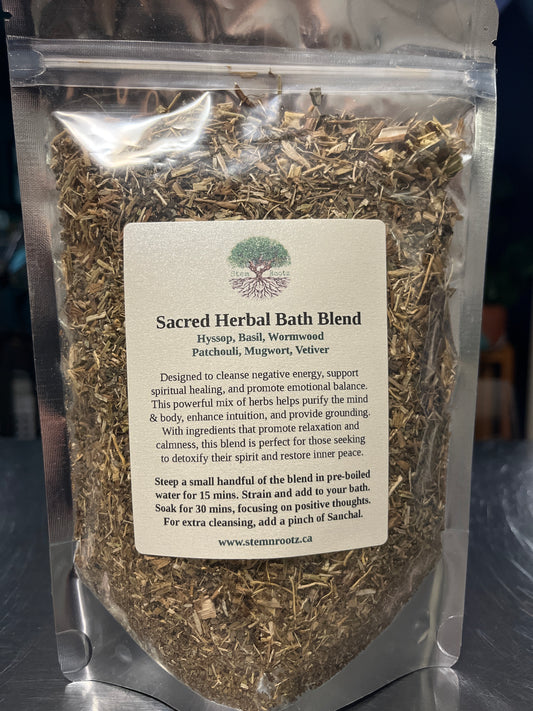 Stem Rootz
Sacred Herbal Bath Blend
Hyssop, Basil, Wormwood
Patchouli, Mugwort, Vetiver
Designed to cleanse negative energy, support
spiritual healing, and promote emotional balance.
This powerful mix of herbs helps purify the mind
& body, enhance intuition, and provide grounding.
With ingredients that promote relaxation and
calmness, this blend is perfect for those seeking
to detoxify their spirit and restore inner peace.
Steep a small handful of the blend in pre-boiled
water for 15 mins. Strain and add to your bath.
Soak for 30 mins, focusing on positive thoughts.
For extra cleansing, add a pinch of Sanchal.
www.stemnrootz.ca